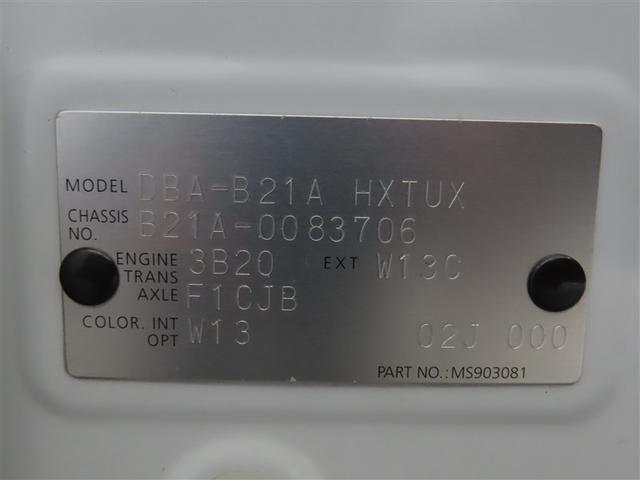 MODEL DBA-B21A HXTUX
CHASSIS NO. B21A-0083706
ENGINE 3B20 EXT W13C
TRANS AXLE F1CJB
COLOR. INT OPT W13 02J 000
PART NO.:MS903081